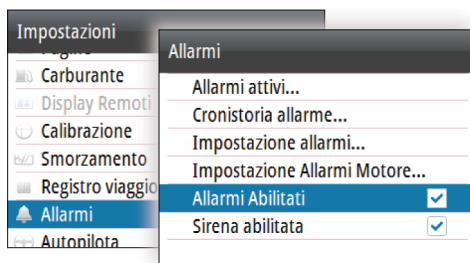 Impostazioni
Pagine
Carburante
Display Remoti
Calibrazione
Smorzamento
Registro viaggio
Allarmi
Autopilota
Allarmi
Allarmi attivi...
Cronistoria allarme...
Impostazione allarmi...
Impostazione Allarmi Motore...
Allarmi Abilitati
Sirena abilitata